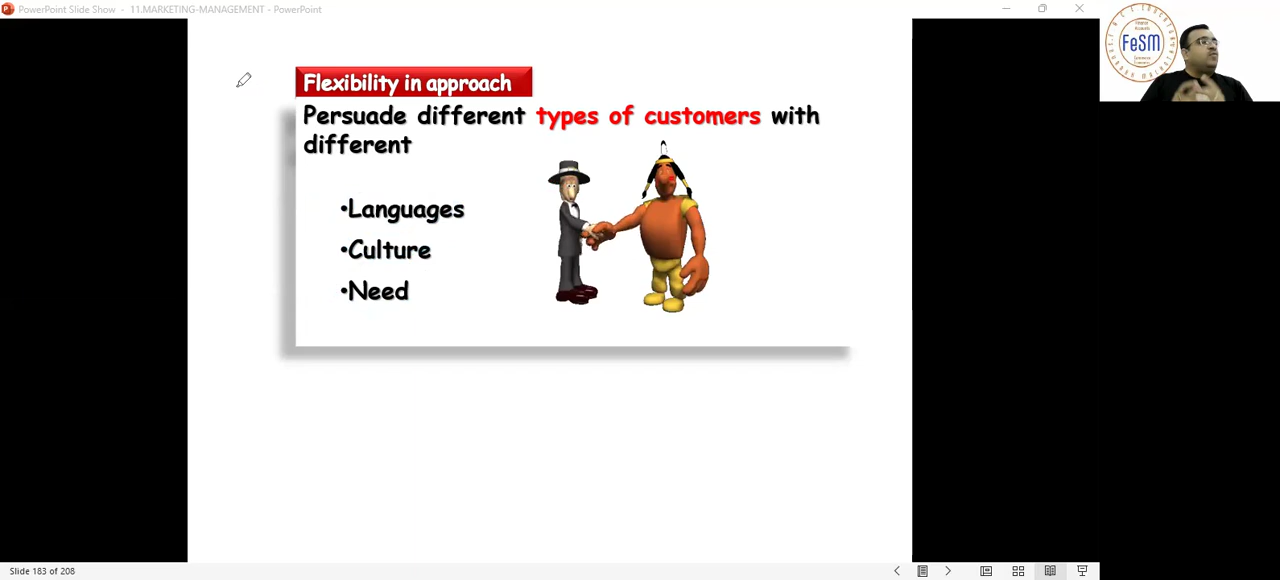 PowerPoint Slide Show - 11.MARKETING-MANAGEMENT - PowerPoint
FeSM
Flexibility in approach
Persuade different types of customers with
different
•Languages
•Culture
•Need
Slide 183 of 208